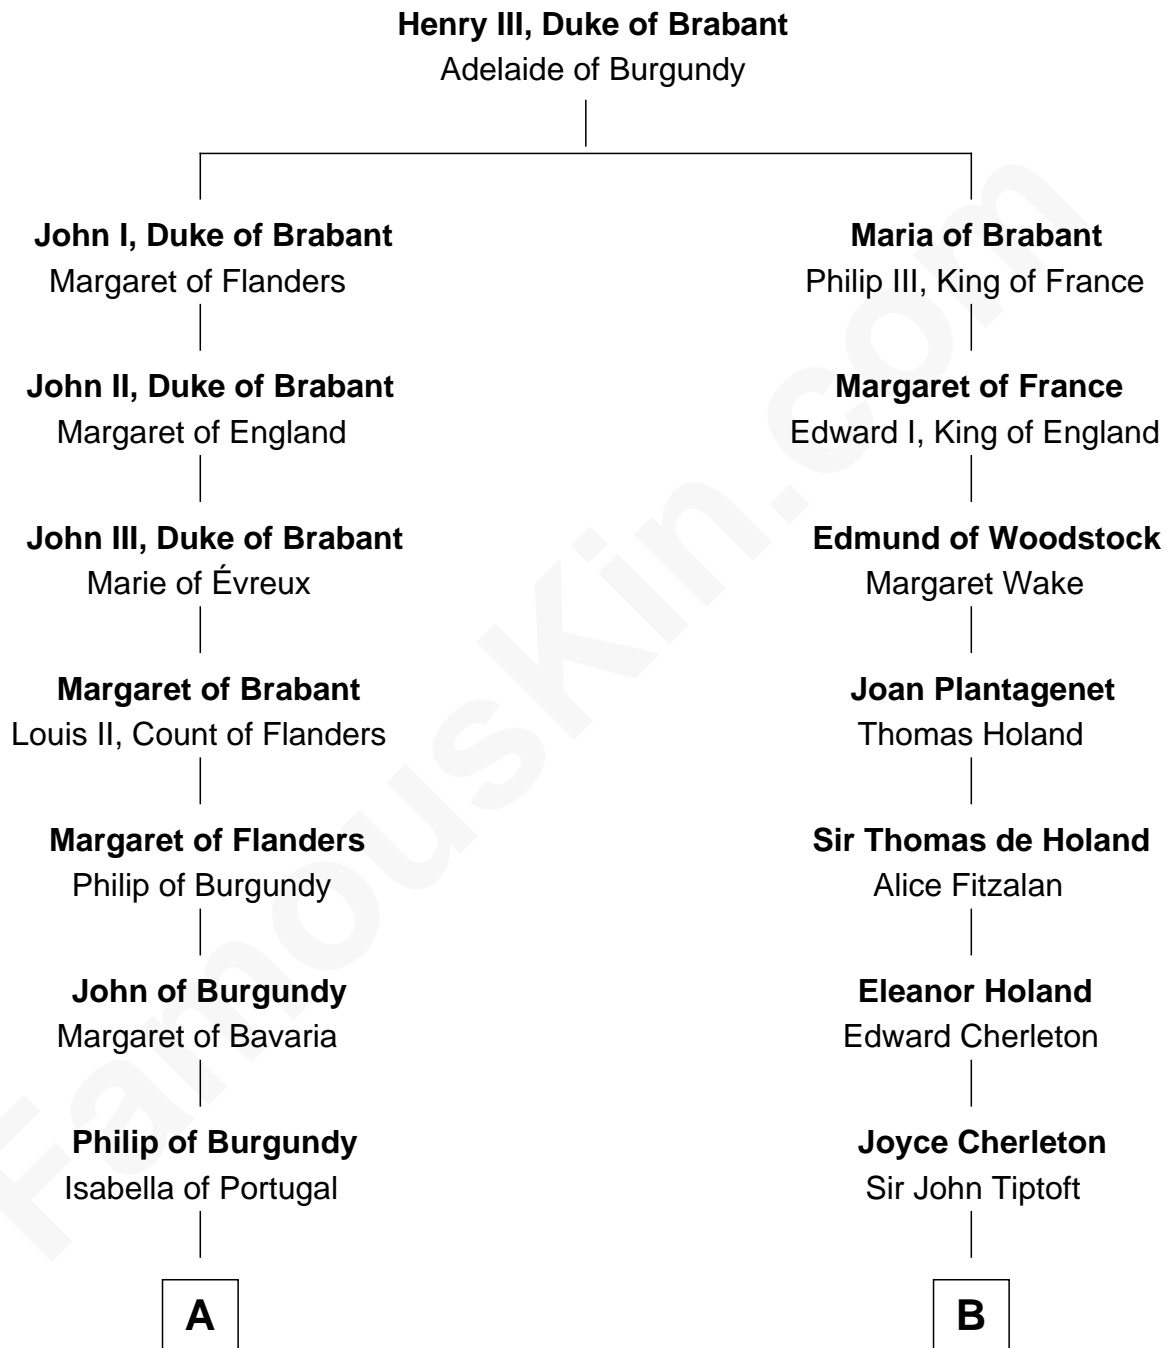 Henry III, Duke of Brabant
Adelaide of Burgundy
John I, Duke of Brabant
Margaret of Flanders
John II, Duke of Brabant
Margaret of England
John III, Duke of Brabant
Marie of Évreux
Margaret of Brabant
Louis II, Count of Flanders
Margaret of Flanders
Philip of Burgundy
John of Burgundy
Margaret of Bavaria
Philip of Burgundy
Isabella of Portugal
A
Maria of Brabant
Philip III, King of France
Margaret of France
Edward I, King of England
Edmund of Woodstock
Margaret Wake
Joan Plantagenet
Thomas Holand
Sir Thomas de Holand
Alice Fitzalan
Eleanor Holand
Edward Cherleton
Joyce Cherleton
Sir John Tiptoft
B
FamousKin.com